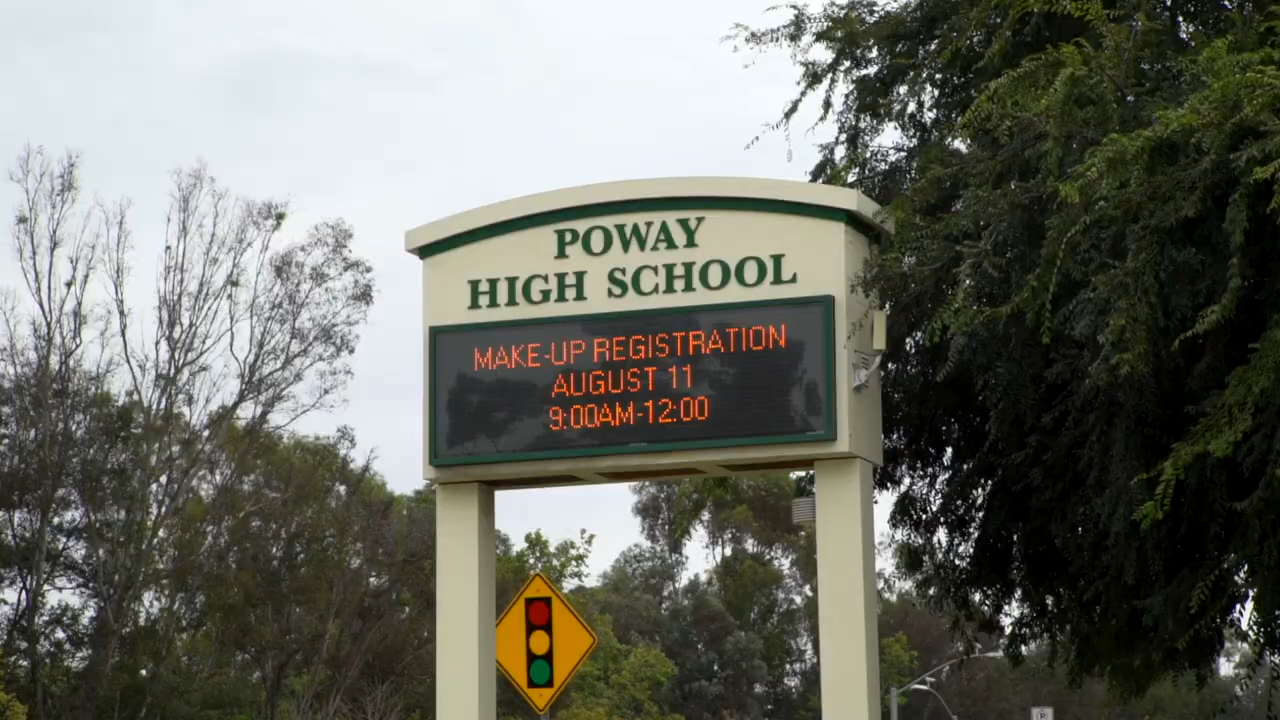 POWAY
HIGH SCHOOL
MAKE-UP REGISTRATION
AUGUST 11
9:00AM-12:00
P